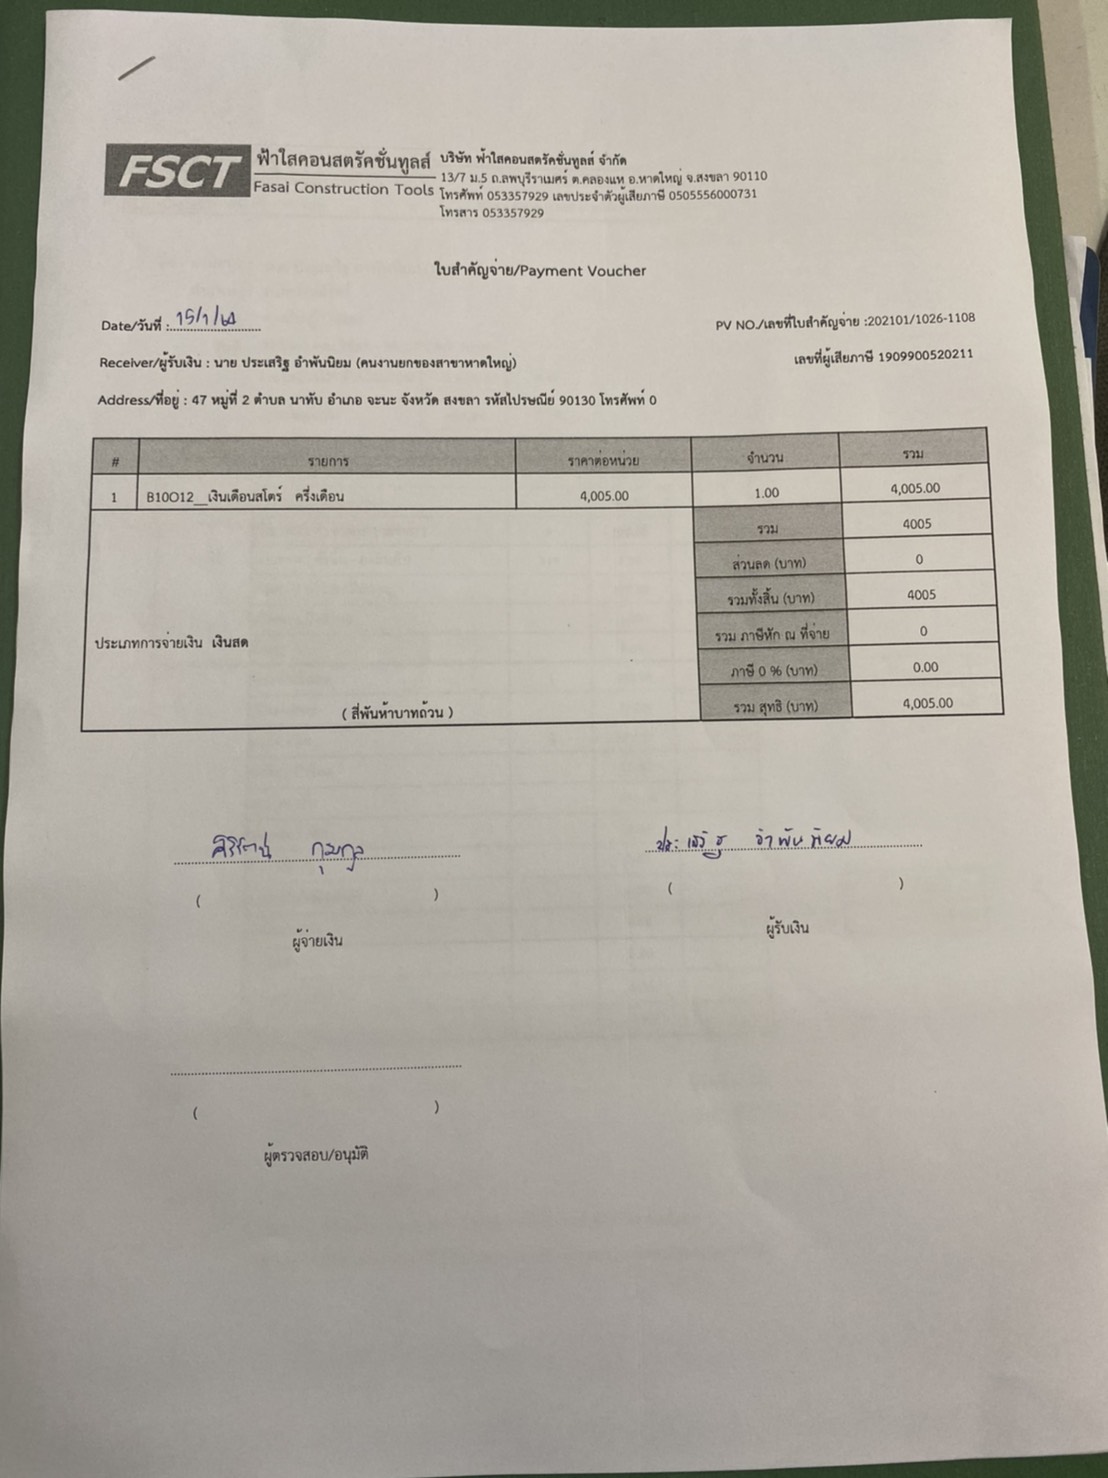 FSCT ฟ้าใสคอนสตรัคชั่นทูลส์
Fasai Construction Tools
บริษัท ฟ้าใสคอนสตรัคชั่นทูลส์ จำกัด
13/7 ม.5 ถ.ลพบุรีราเมศร์ ต.คลองแห อ.หาดใหญ่ จ.สงขลา 90110
โทรศัพท์ 053357929 เลขประจำตัวผู้เสียภาษี 0505556000731
โทรสาร 053357929
ใบสำคัญจ่าย/Payment Voucher
Date/วันที่ : 15/1/64
PV NO./เลขที่ใบสำคัญจ่าย :202101/1026-1108
Receiver/ผู้รับเงิน : นาย ประเสริฐ อำพันนิยม (คนงานยกของสาขาหาดใหญ่)
เลขที่ผู้เสียภาษี 1909900520211
Address/ที่อยู่ : 47 หมู่ที่ 2 ตำบล นาทับ อำเภอ จะนะ จังหวัด สงขลา รหัสไปรษณีย์ 90130 โทรศัพท์ 0
# รายการ ราคาต่อหน่วย จำนวน รวม
1 B10O12__เงินเดือนสโตร์ ครึ่งเดือน 4,005.00 1.00 4,005.00
รวม 4005
ส่วนลด (บาท) 0
รวมทั้งสิ้น (บาท) 4005
ประเภทการจ่ายเงิน เงินสด
รวม ภาษีหัก ณ ที่จ่าย 0
ภาษี 0 % (บาท) 0.00
( สี่พันห้าบาทถ้วน )
รวม สุทธิ (บาท) 4,005.00
ประเสริฐ อำพันนิยม
( ) ( )
ผู้จ่ายเงิน ผู้รับเงิน
( )
ผู้ตรวจสอบ/อนุมัติ